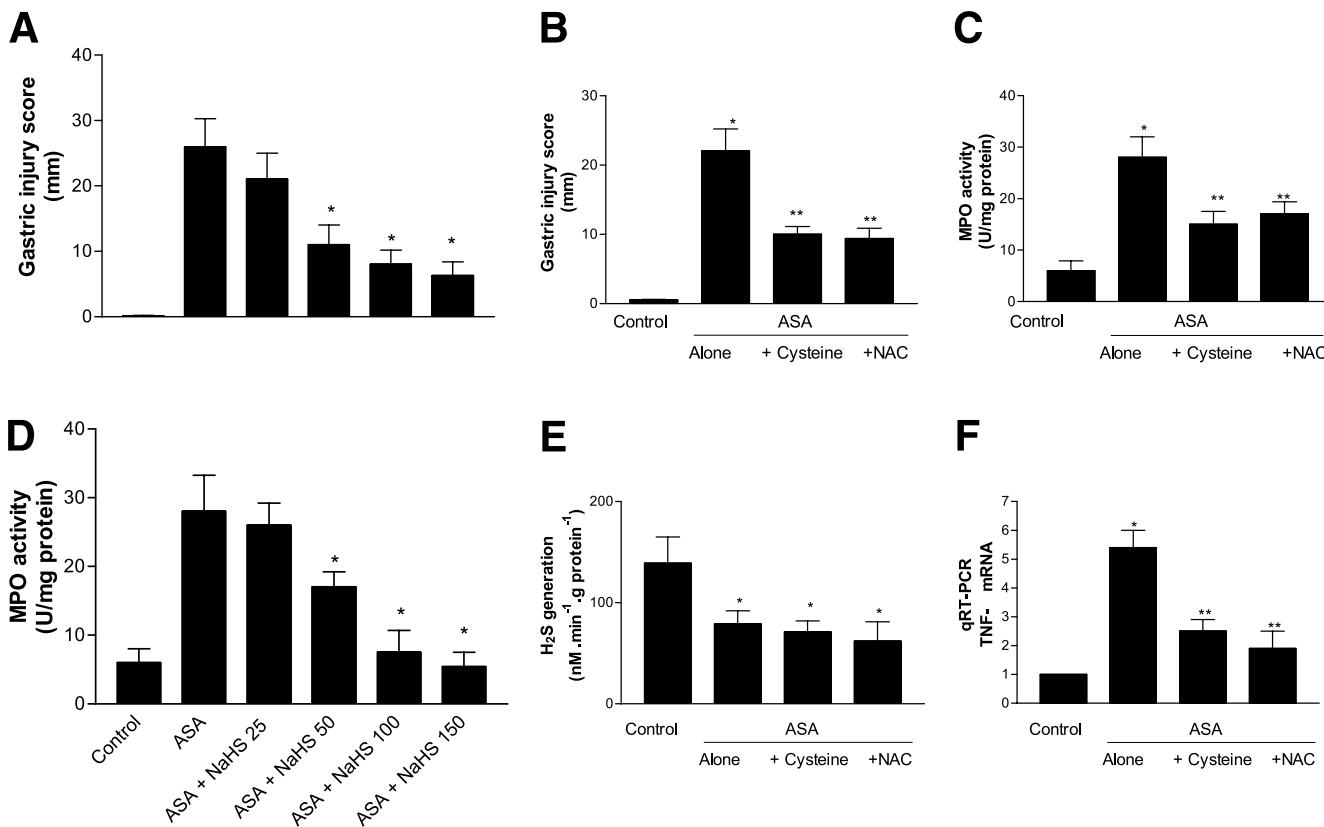 A
Gastric injury score
(mm)
40
30
20
10
0
*
*
*
B
Gastric injury score
(mm)
30
20
10
0
*
**
**
Control
ASA
Alone
+ Cysteine
+NAC
C
MPO activity
(U/mg protein)
40
30
20
10
0
*
**
**
Control
ASA
Alone
+ Cysteine
+NAC
D
MPO activity
(U/mg protein)
40
30
20
10
0
*
*
*
Control
ASA
ASA + NaHS 25
ASA + NaHS 50
ASA + NaHS 100
ASA + NaHS 150
E
H₂S generation
(nM.min⁻¹.g protein⁻¹)
200
100
0
*
*
*
Control
ASA
Alone
+ Cysteine
+NAC
F
qRT-PCR
TNF- mRNA
7
6
5
4
3
2
1
0
*
**
**
Control
ASA
Alone
+ Cysteine
+NAC